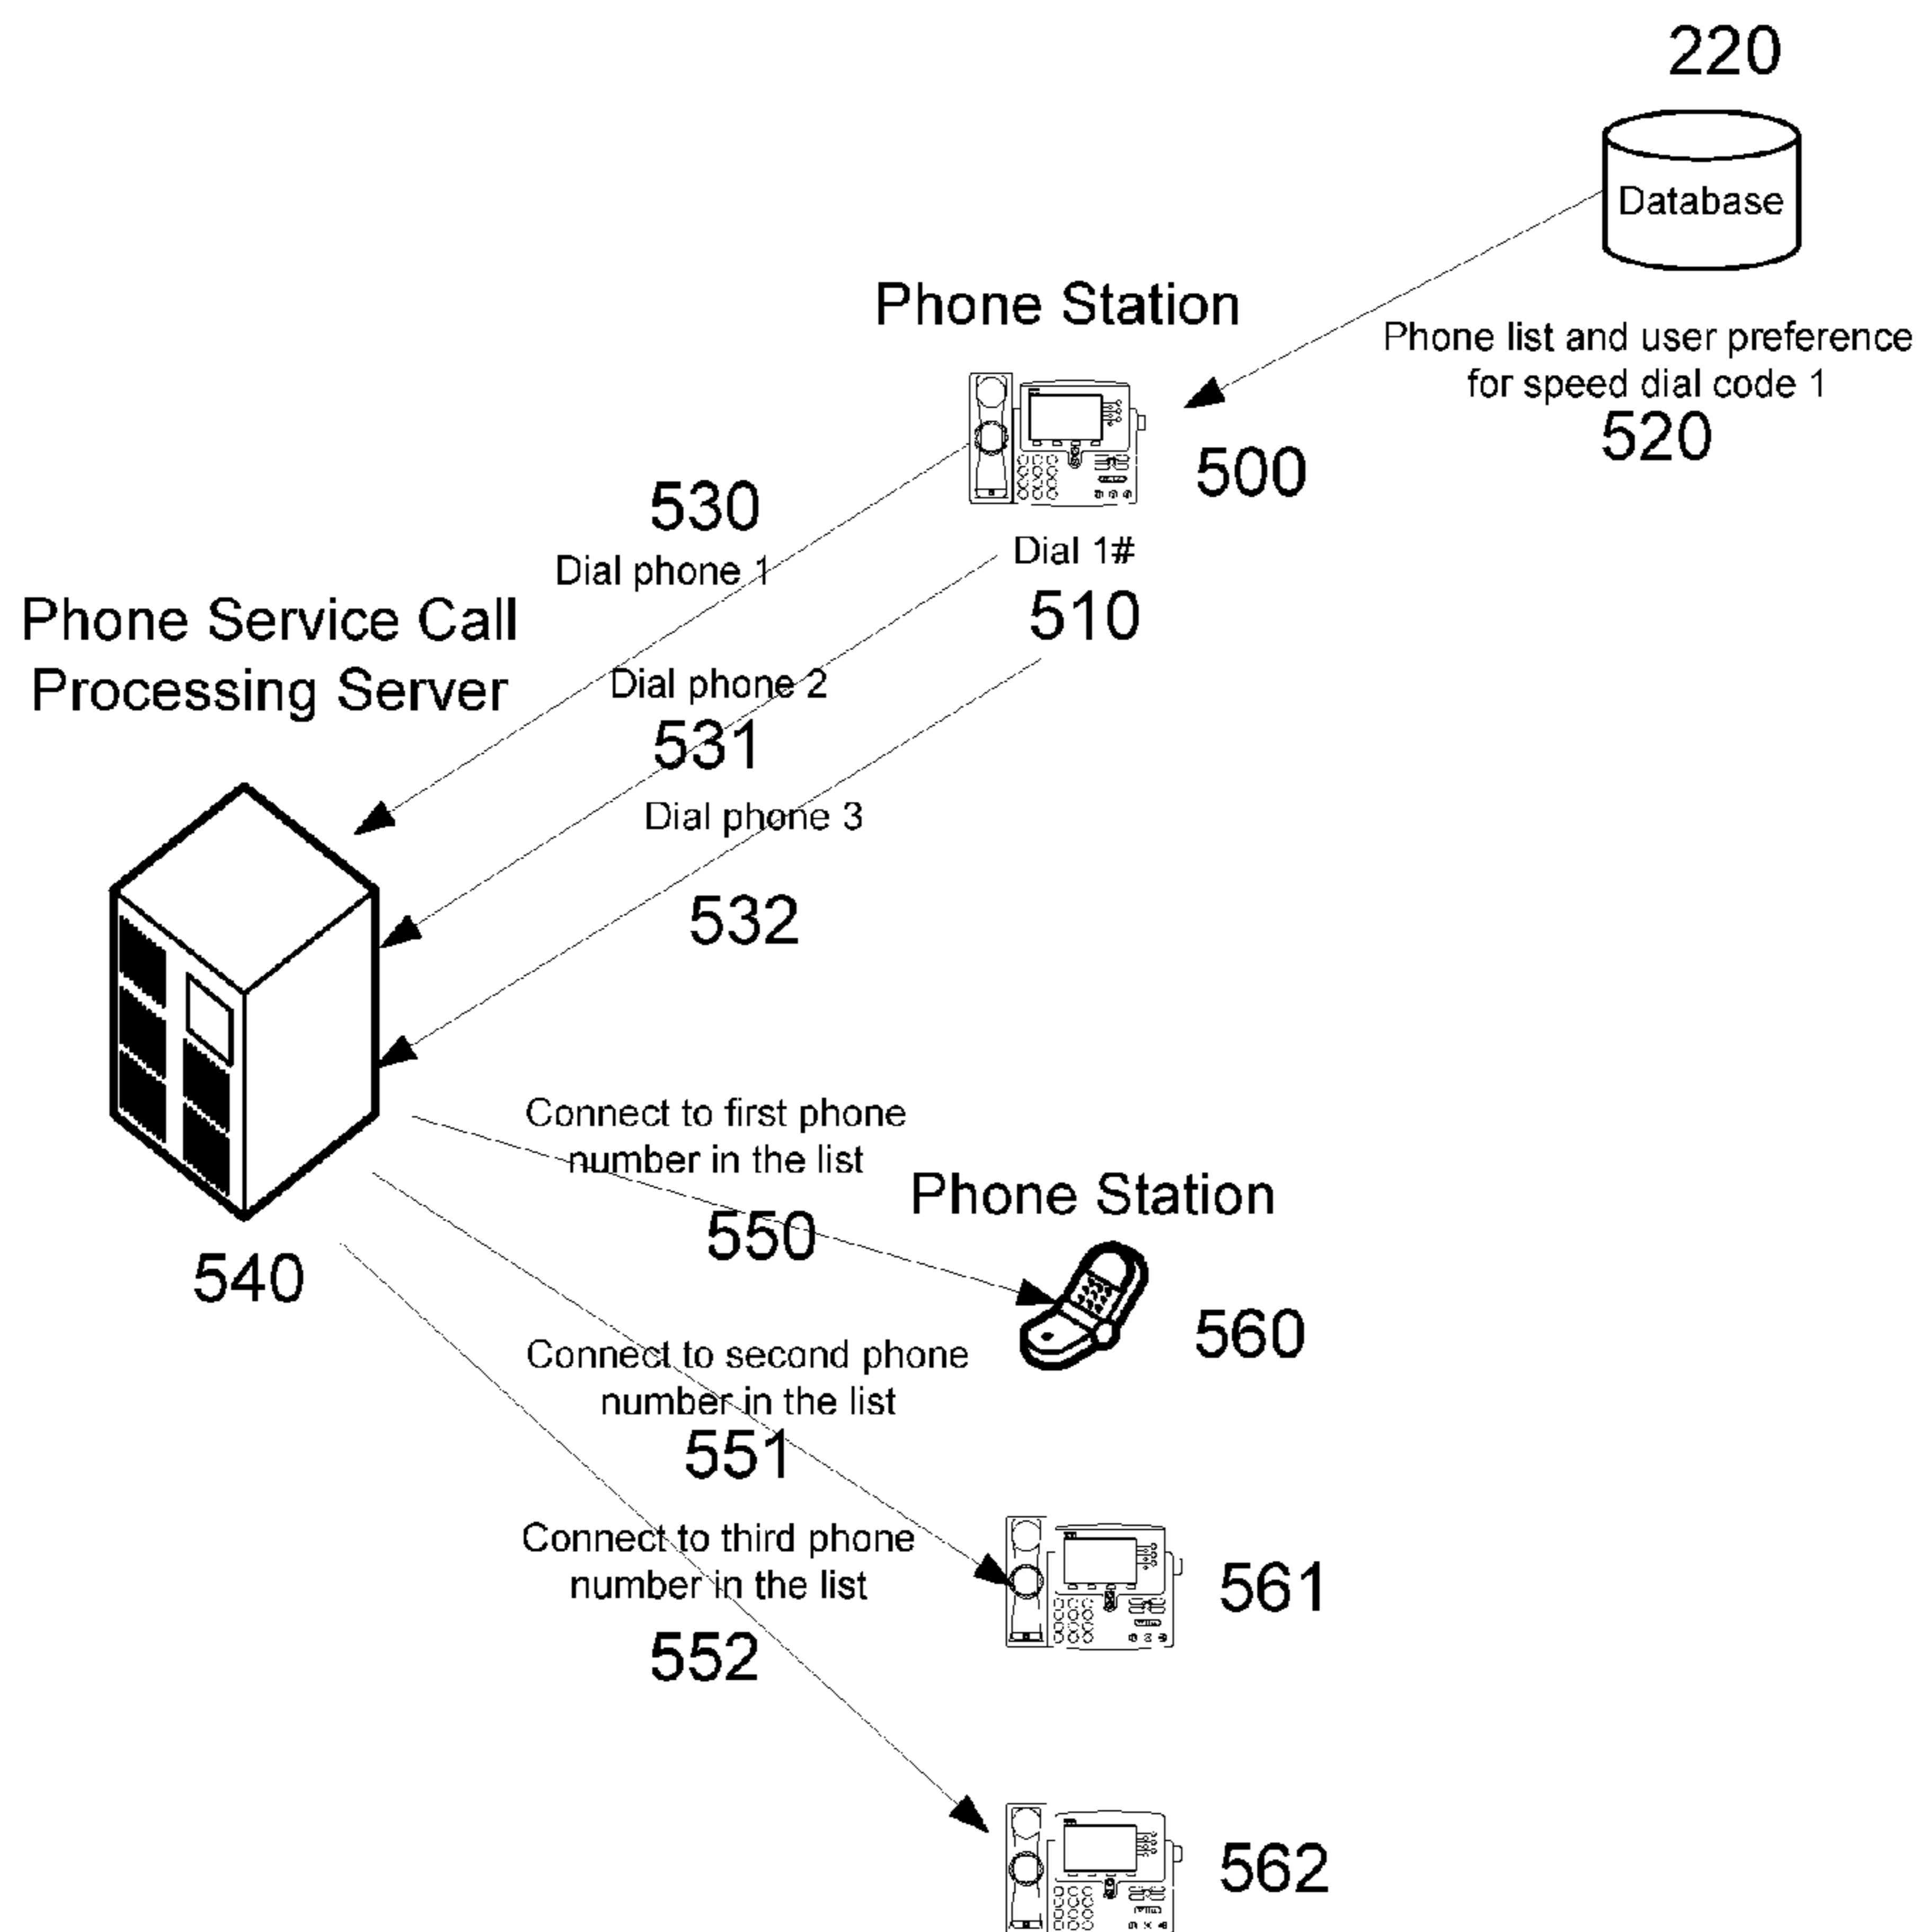 220
Database
Phone Station
Phone list and user preference
for speed dial code 1
520
500
530
Dial phone 1
Dial 1#
510
Phone Service Call
Processing Server
Dial phone 2
531
Dial phone 3
532
Connect to first phone
number in the list
550
Phone Station
540
560
Connect to second phone
number in the list
551
Connect to third phone
number in the list
552
561
562